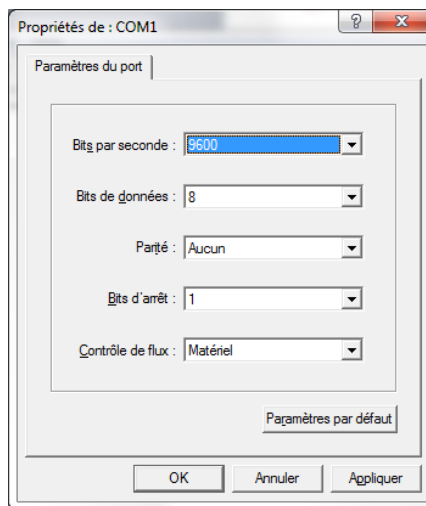 Propriétés de : COM1
Paramètres du port
Bits par seconde : 9600
Bits de données : 8
Parité : Aucun
Bits d'arrêt : 1
Contrôle de flux : Matériel
Paramètres par défaut
OK Annuler Appliquer